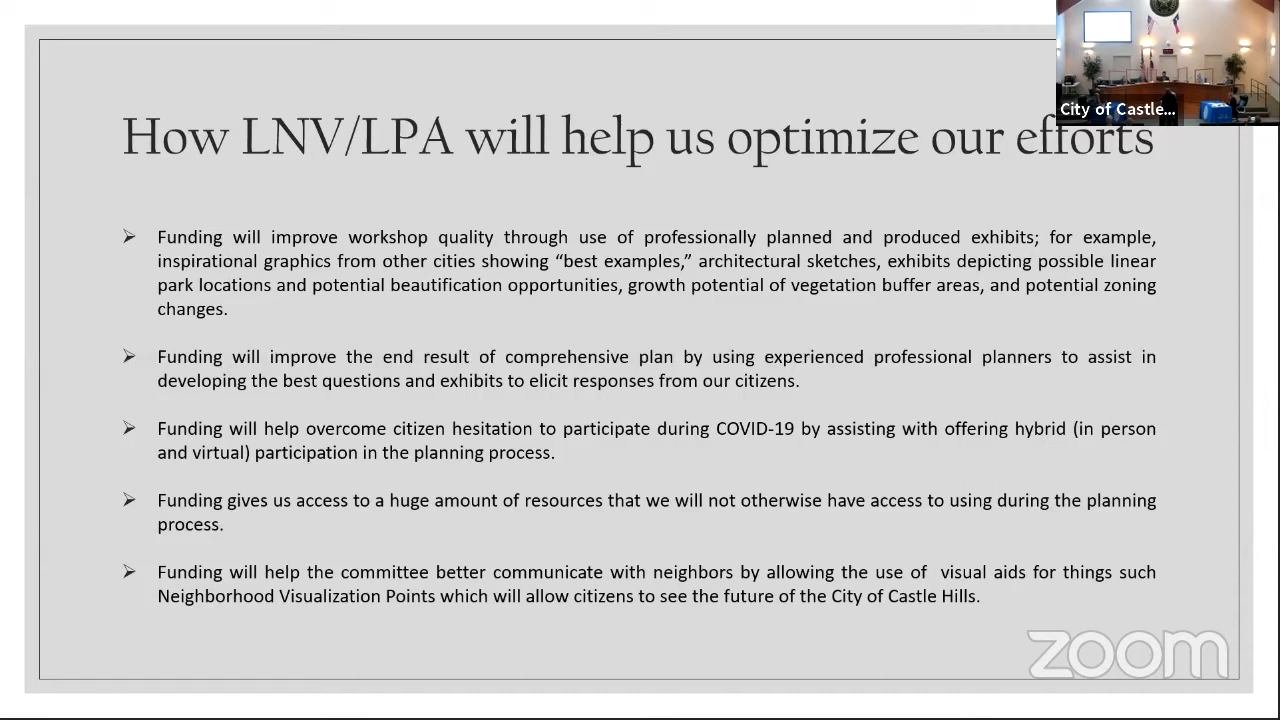 City of Castle...
How LNV/LPA will help us optimize our efforts
Funding will improve workshop quality through use of professionally planned and produced exhibits; for example,
inspirational graphics from other cities showing “best examples,” architectural sketches, exhibits depicting possible linear
park locations and potential beautification opportunities, growth potential of vegetation buffer areas, and potential zoning
changes.
Funding will improve the end result of comprehensive plan by using experienced professional planners to assist in
developing the best questions and exhibits to elicit responses from our citizens.
Funding will help overcome citizen hesitation to participate during COVID-19 by assisting with offering hybrid (in person
and virtual) participation in the planning process.
Funding gives us access to a huge amount of resources that we will not otherwise have access to using during the planning
process.
Funding will help the committee better communicate with neighbors by allowing the use of  visual aids for things such
Neighborhood Visualization Points which will allow citizens to see the future of the City of Castle Hills.
zoom